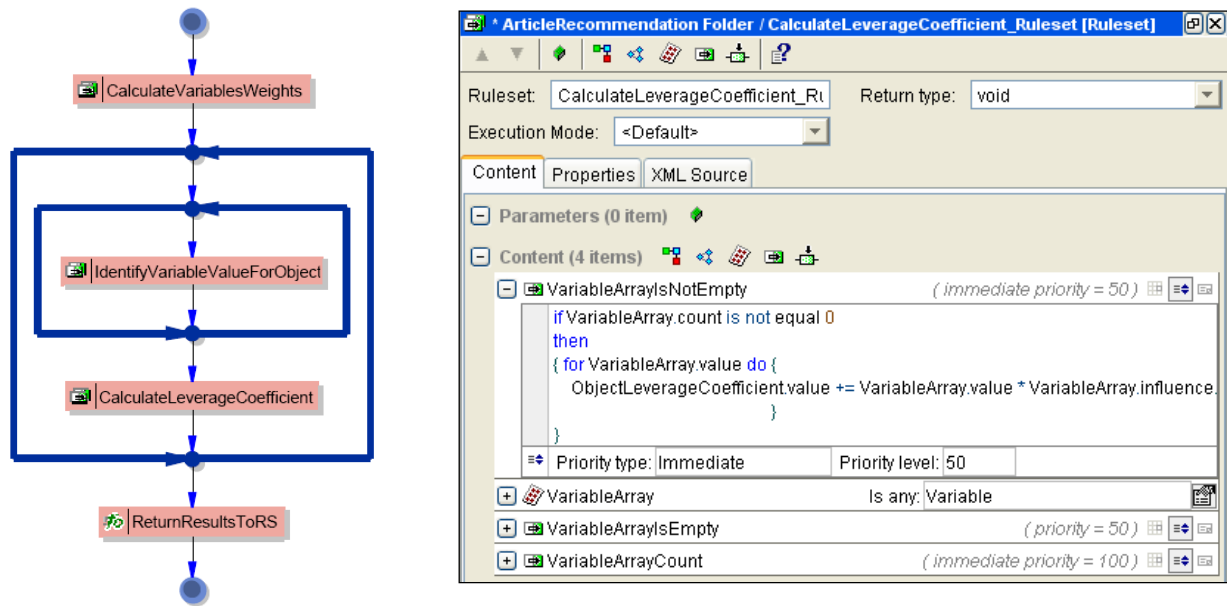 CalculateVariablesWeights
IdentifyVariableValueForObject
CalculateLeverageCoefficient
ReturnResultsToRS
* ArticleRecommendation Folder / CalculateLeverageCoefficient_Ruleset [Ruleset]
Ruleset: CalculateLeverageCoefficient_Ru Return type: void
Execution Mode: <Default>
Content Properties XML Source
Parameters (0 item)
Content (4 items)
VariableArrayIsNotEmpty ( immediate priority = 50 )
if VariableArray.count is not equal 0
then
{ for VariableArray.value do {
ObjectLeverageCoefficient.value += VariableArray.value * VariableArray.influence.
}
}
Priority type: Immediate Priority level: 50
VariableArray Is any: Variable
VariableArrayIsEmpty ( priority = 50 )
VariableArrayCount ( immediate priority = 100 )